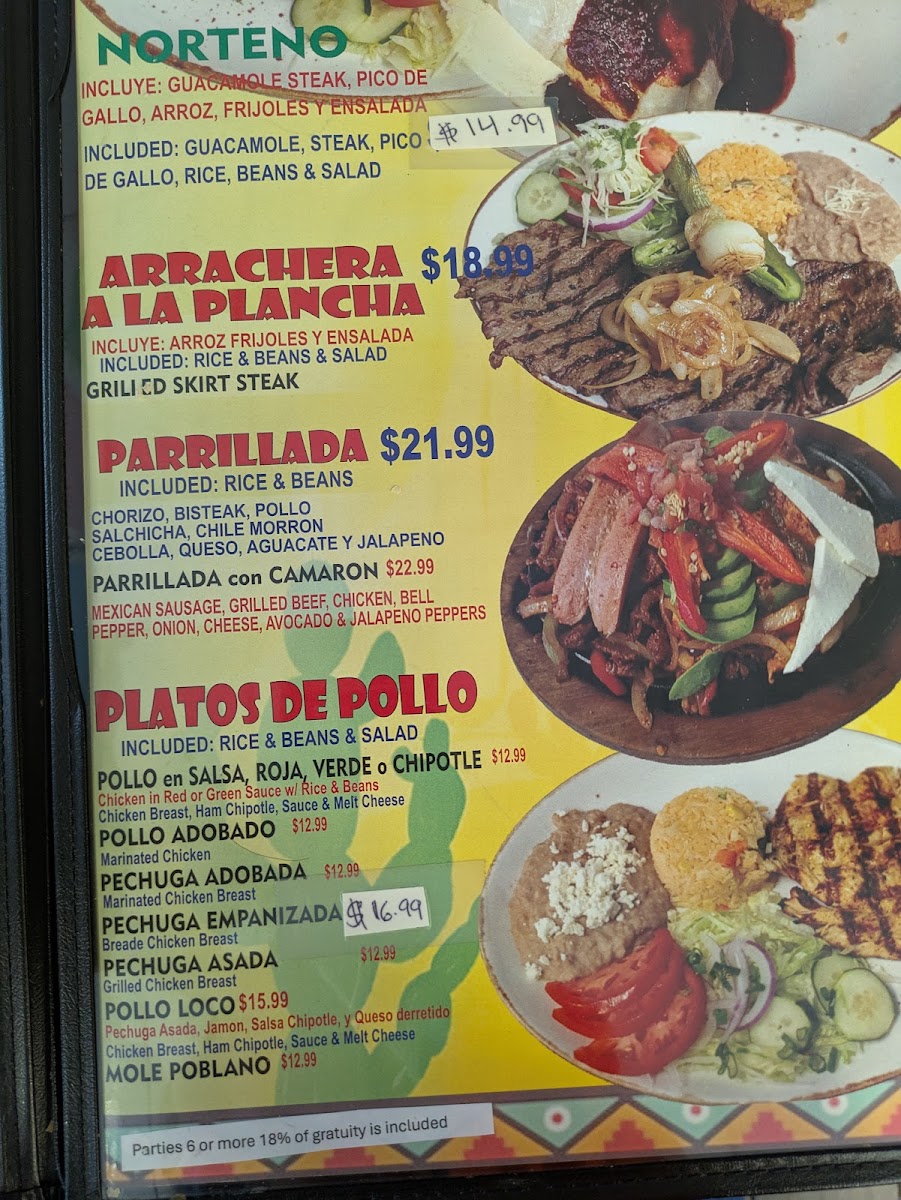 NORTENO
INCLUYE: GUACAMOLE STEAK, PICO DE
GALLO, ARROZ, FRIJOLES Y ENSALADA
$14.99
INCLUDED: GUACAMOLE, STEAK, PICO
DE GALLO, RICE, BEANS & SALAD
ARRACHERA $18.99
A LA PLANCHA
INCLUYE: ARROZ FRIJOLES Y ENSALADA
INCLUDED: RICE & BEANS & SALAD
GRILLED SKIRT STEAK
PARRILLADA $21.99
INCLUDED: RICE & BEANS
CHORIZO, BISTEAK, POLLO
SALCHICHA, CHILE MORRON
CEBOLLA, QUESO, AGUACATE Y JALAPENO
PARRILLADA con CAMARON $22.99
MEXICAN SAUSAGE, GRILLED BEEF, CHICKEN, BELL
PEPPER, ONION, CHEESE, AVOCADO & JALAPENO PEPPERS
PLATOS DE POLLO
INCLUDED: RICE & BEANS & SALAD
POLLO en SALSA, ROJA, VERDE o CHIPOTLE $12.99
Chicken in Red or Green Sauce w/ Rice & Beans
Chicken Breast, Ham Chipotle, Sauce & Melt Cheese
POLLO ADOBADO $12.99
Marinated Chicken
PECHUGA ADOBADA $12.99
Marinated Chicken Breast
PECHUGA EMPANIZADA $16.99
Breade Chicken Breast
PECHUGA ASADA $12.99
Grilled Chicken Breast
POLLO LOCO $15.99
Pechuga Asada, Jamon, Salsa Chipotle, y Queso derretido
Chicken Breast, Ham Chipotle, Sauce & Melt Cheese
MOLE POBLANO $12.99
Parties 6 or more 18% of gratuity is included